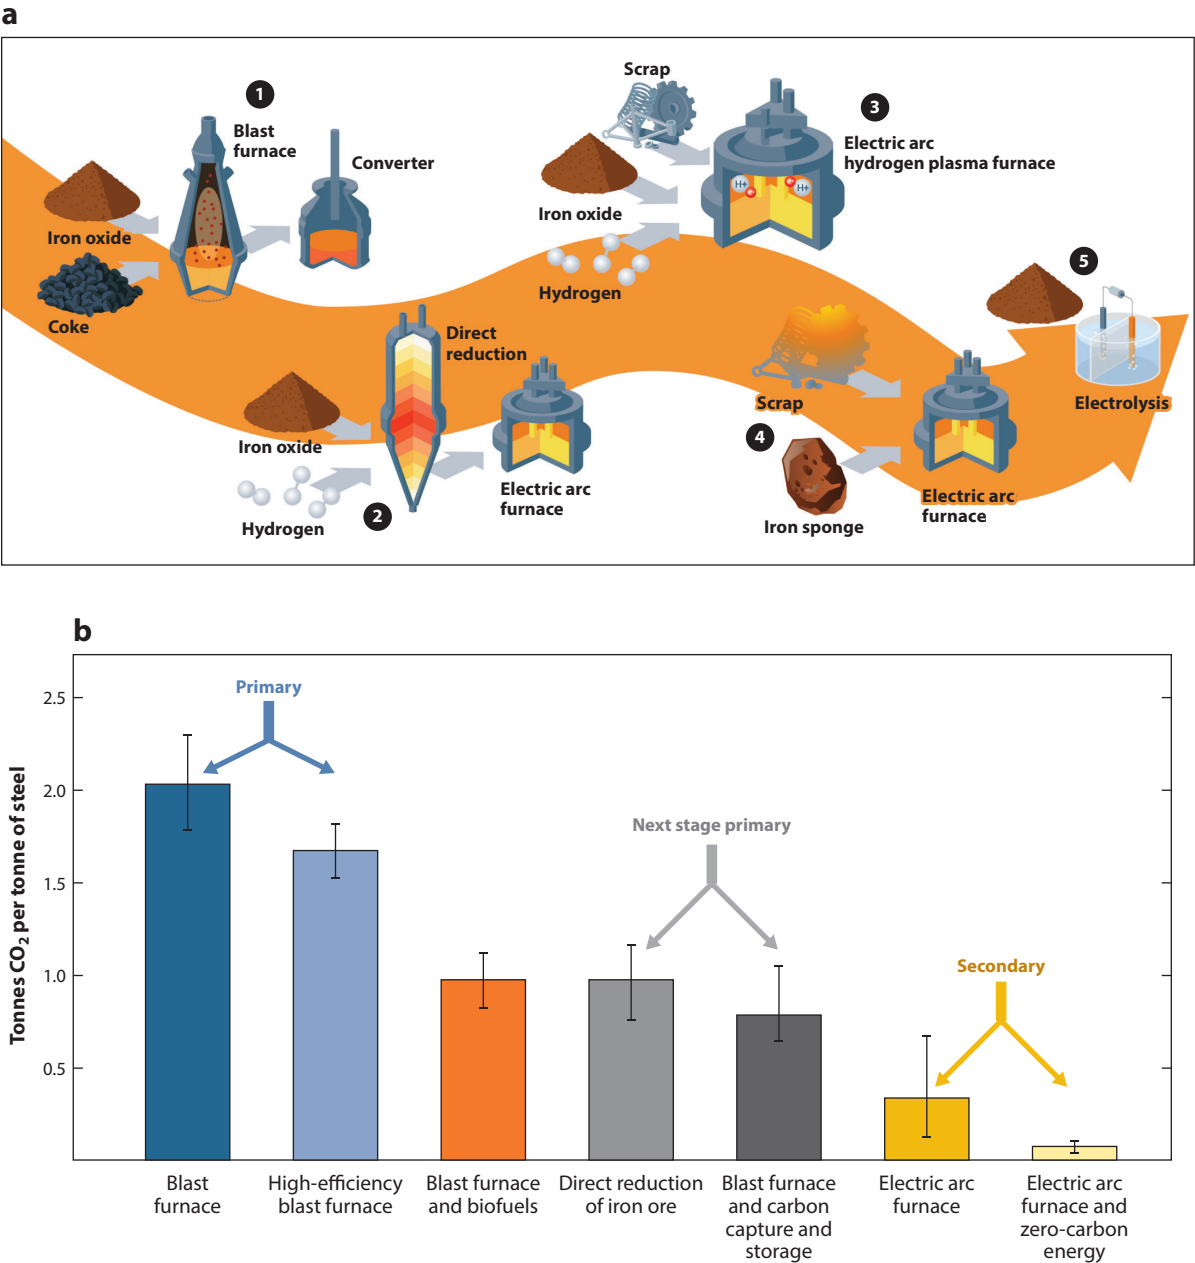 a
1
Blast
furnace
Converter
Iron oxide
Coke
Direct
reduction
Iron oxide
Hydrogen
2
Electric arc
furnace
Scrap
3
Electric arc
hydrogen plasma furnace
H+
e-
e-
H+
Iron oxide
Hydrogen
Scrap
4
Iron sponge
Electric arc
furnace
5
Electrolysis
b
Tonnes CO2 per tonne of steel
2.5
2.0
1.5
1.0
0.5
Primary
Next stage primary
Secondary
Blast
furnace
High-efficiency
blast furnace
Blast furnace
and biofuels
Direct reduction
of iron ore
Blast furnace
and carbon
capture and
storage
Electric arc
furnace
Electric arc
furnace and
zero-carbon
energy